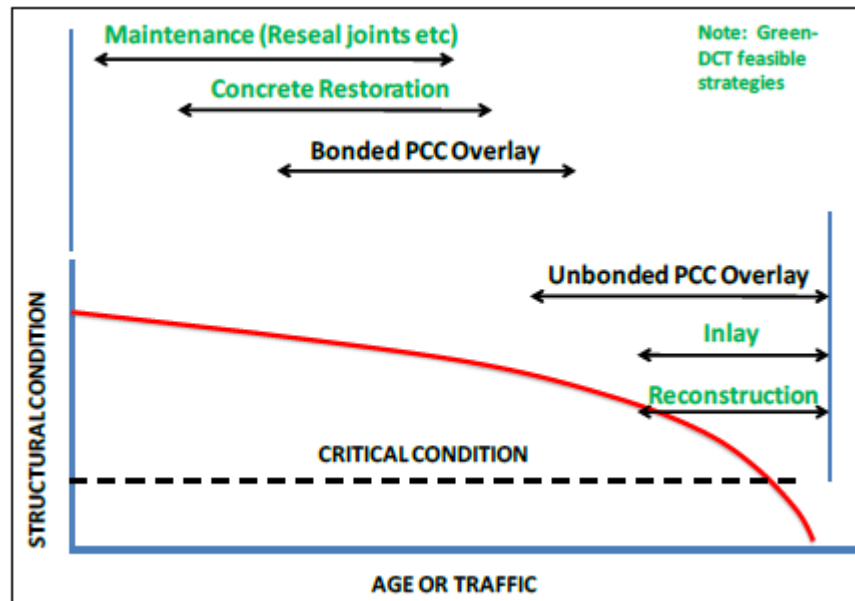 Maintenance (Reseal joints etc)
Note: Green-
DCT feasible
strategies
Concrete Restoration
Bonded PCC Overlay
Unbonded PCC Overlay
Inlay
Reconstruction
CRITICAL CONDITION
STRUCTURAL CONDITION
AGE OR TRAFFIC